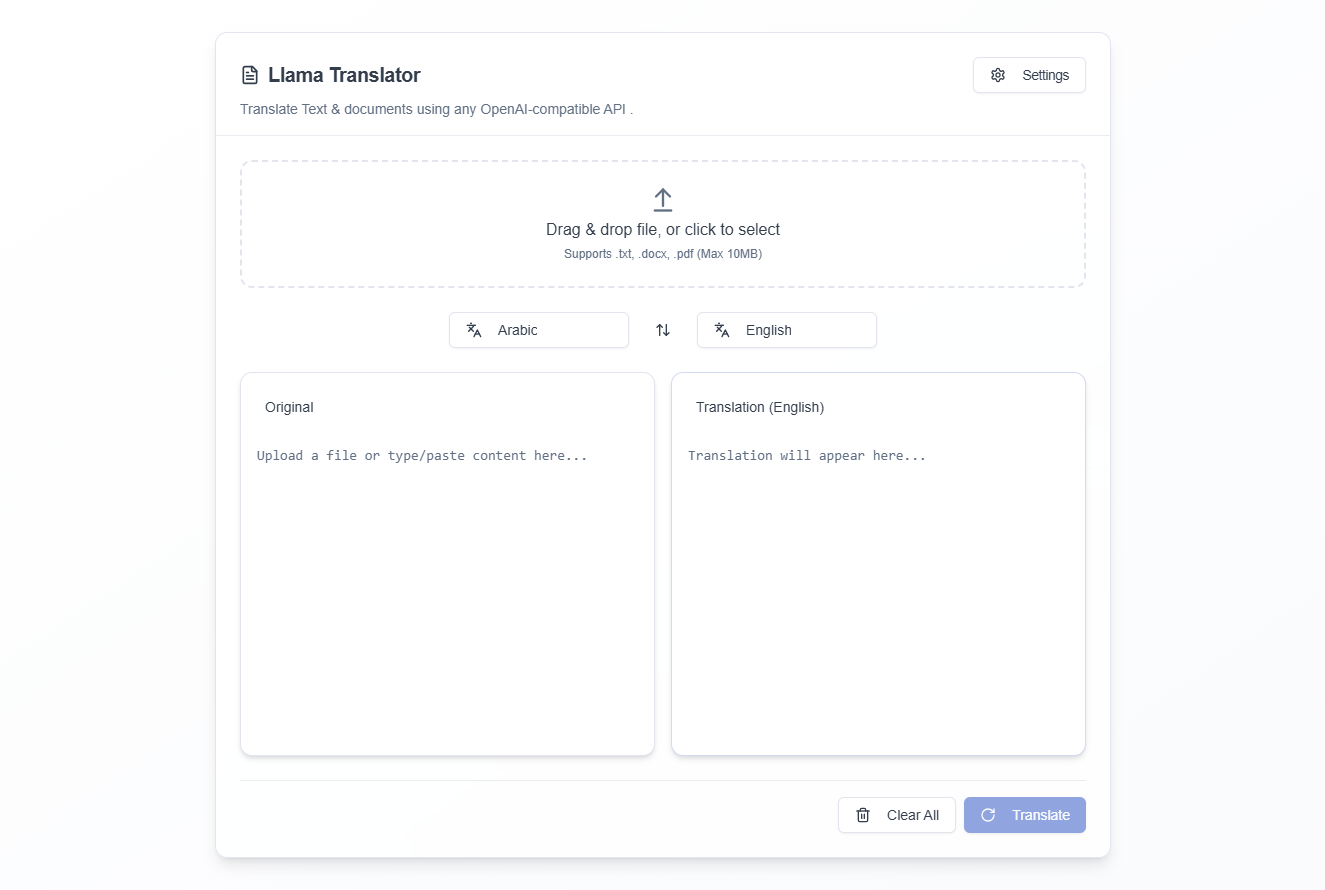 Llama Translator
Settings
Translate Text & documents using any OpenAI-compatible API .
Drag & drop file, or click to select
Supports .txt, .docx, .pdf (Max 10MB)
Arabic
English
Original
Translation (English)
Upload a file or type/paste content here...
Translation will appear here...
Clear All
Translate